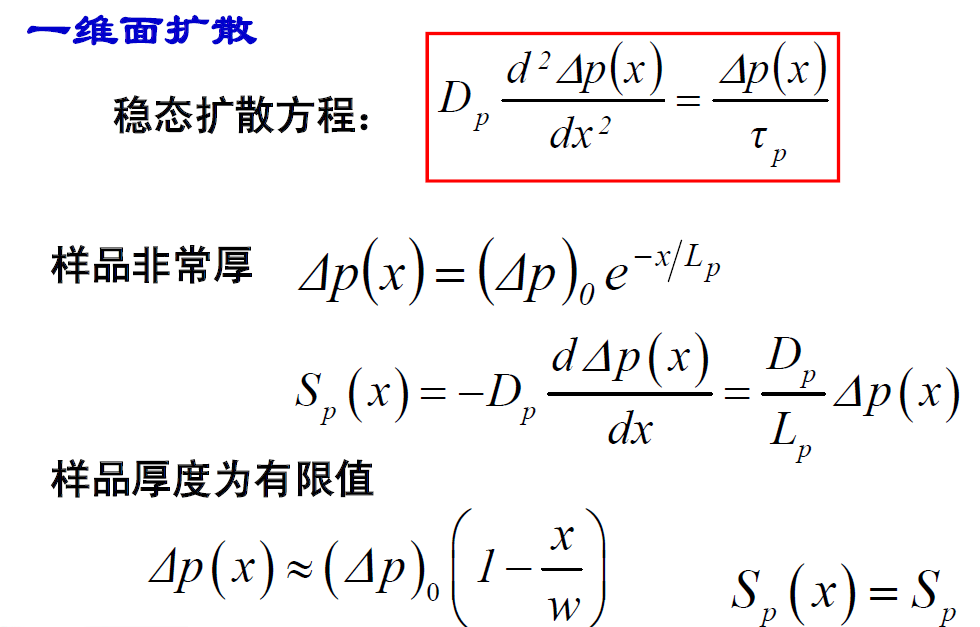 一维面扩散
稳态扩散方程： D_p d²Δp(x)/dx² = Δp(x)/τ_p
样品非常厚 Δp(x) = (Δp)₀ e^{-x/L_p}
S_p(x) = -D_p dΔp(x)/dx = D_p/L_p Δp(x)
样品厚度为有限值
Δp(x) ≈ (Δp)₀ (1 - x/w) S_p(x) = S_p